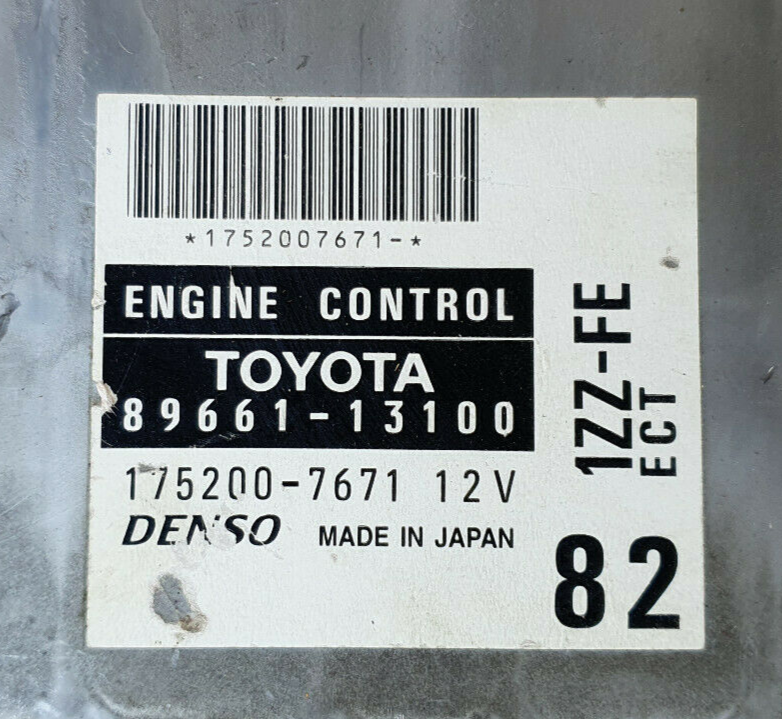 *1752007671-*
ENGINE CONTROL
TOYOTA
89661-13100
175200-7671 12V
DENSO MADE IN JAPAN
1ZZ-FE
ECT
82